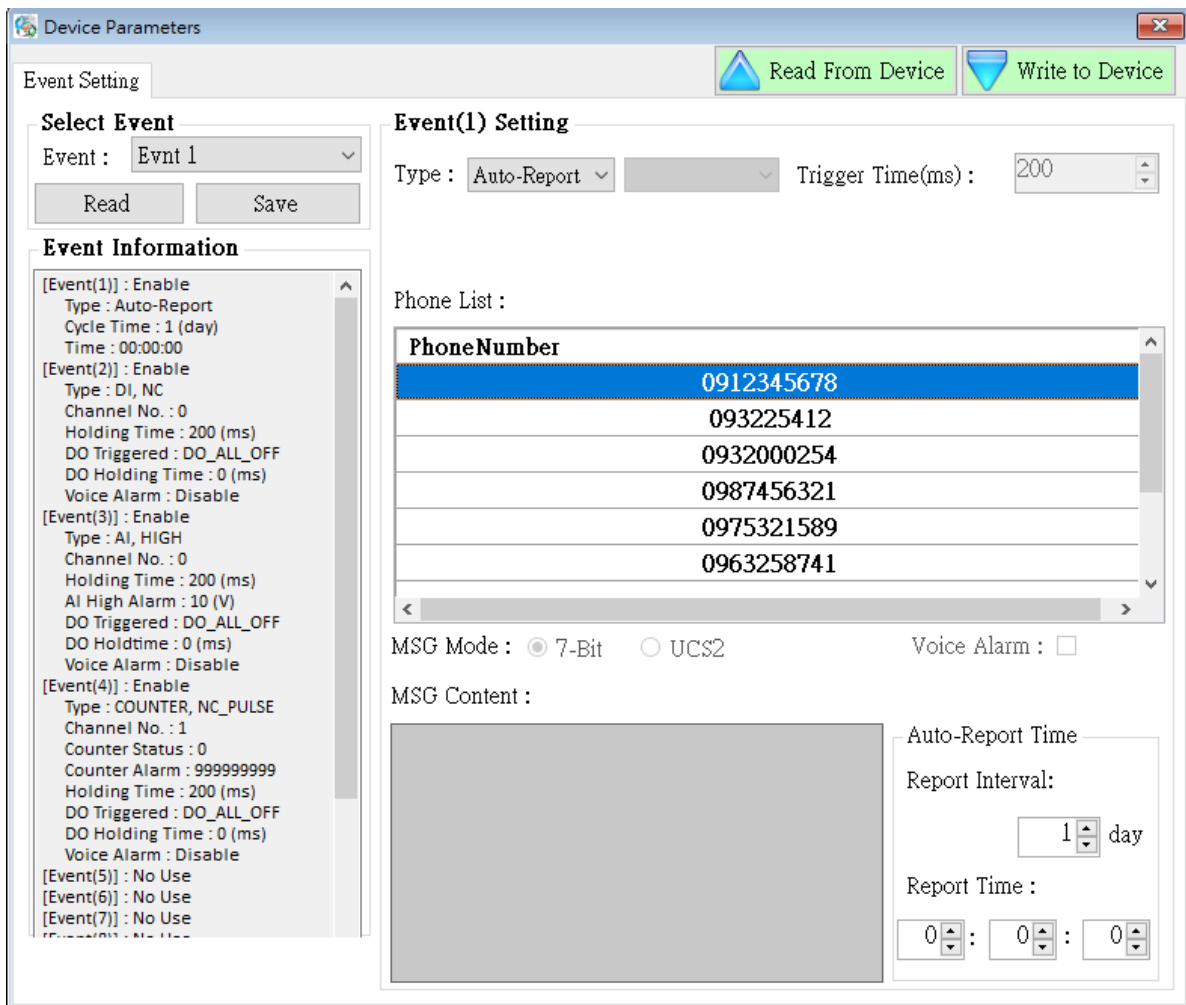 Device Parameters
Event Setting
Read From Device
Write to Device
Select Event
Event : Evnt 1
Read Save
Event Information
[Event(1)] : Enable
Type : Auto-Report
Cycle Time : 1 (day)
Time : 00:00:00
[Event(2)] : Enable
Type : DI, NC
Channel No. : 0
Holding Time : 200 (ms)
DO Triggered : DO_ALL_OFF
DO Holding Time : 0 (ms)
Voice Alarm : Disable
[Event(3)] : Enable
Type : AI, HIGH
Channel No. : 0
Holding Time : 200 (ms)
AI High Alarm : 10 (V)
DO Triggered : DO_ALL_OFF
DO Holdtime : 0 (ms)
Voice Alarm : Disable
[Event(4)] : Enable
Type : COUNTER, NC_PULSE
Channel No. : 1
Counter Status : 0
Counter Alarm : 999999999
Holding Time : 200 (ms)
DO Triggered : DO_ALL_OFF
DO Holding Time : 0 (ms)
Voice Alarm : Disable
[Event(5)] : No Use
[Event(6)] : No Use
[Event(7)] : No Use
Event(1) Setting
Type : Auto-Report Trigger Time(ms) : 200
Phone List :
PhoneNumber
0912345678
093225412
0932000254
0987456321
0975321589
0963258741
MSG Mode : 7-Bit UCS2 Voice Alarm :
MSG Content :
Auto-Report Time
Report Interval:
1 day
Report Time :
0 : 0 : 0